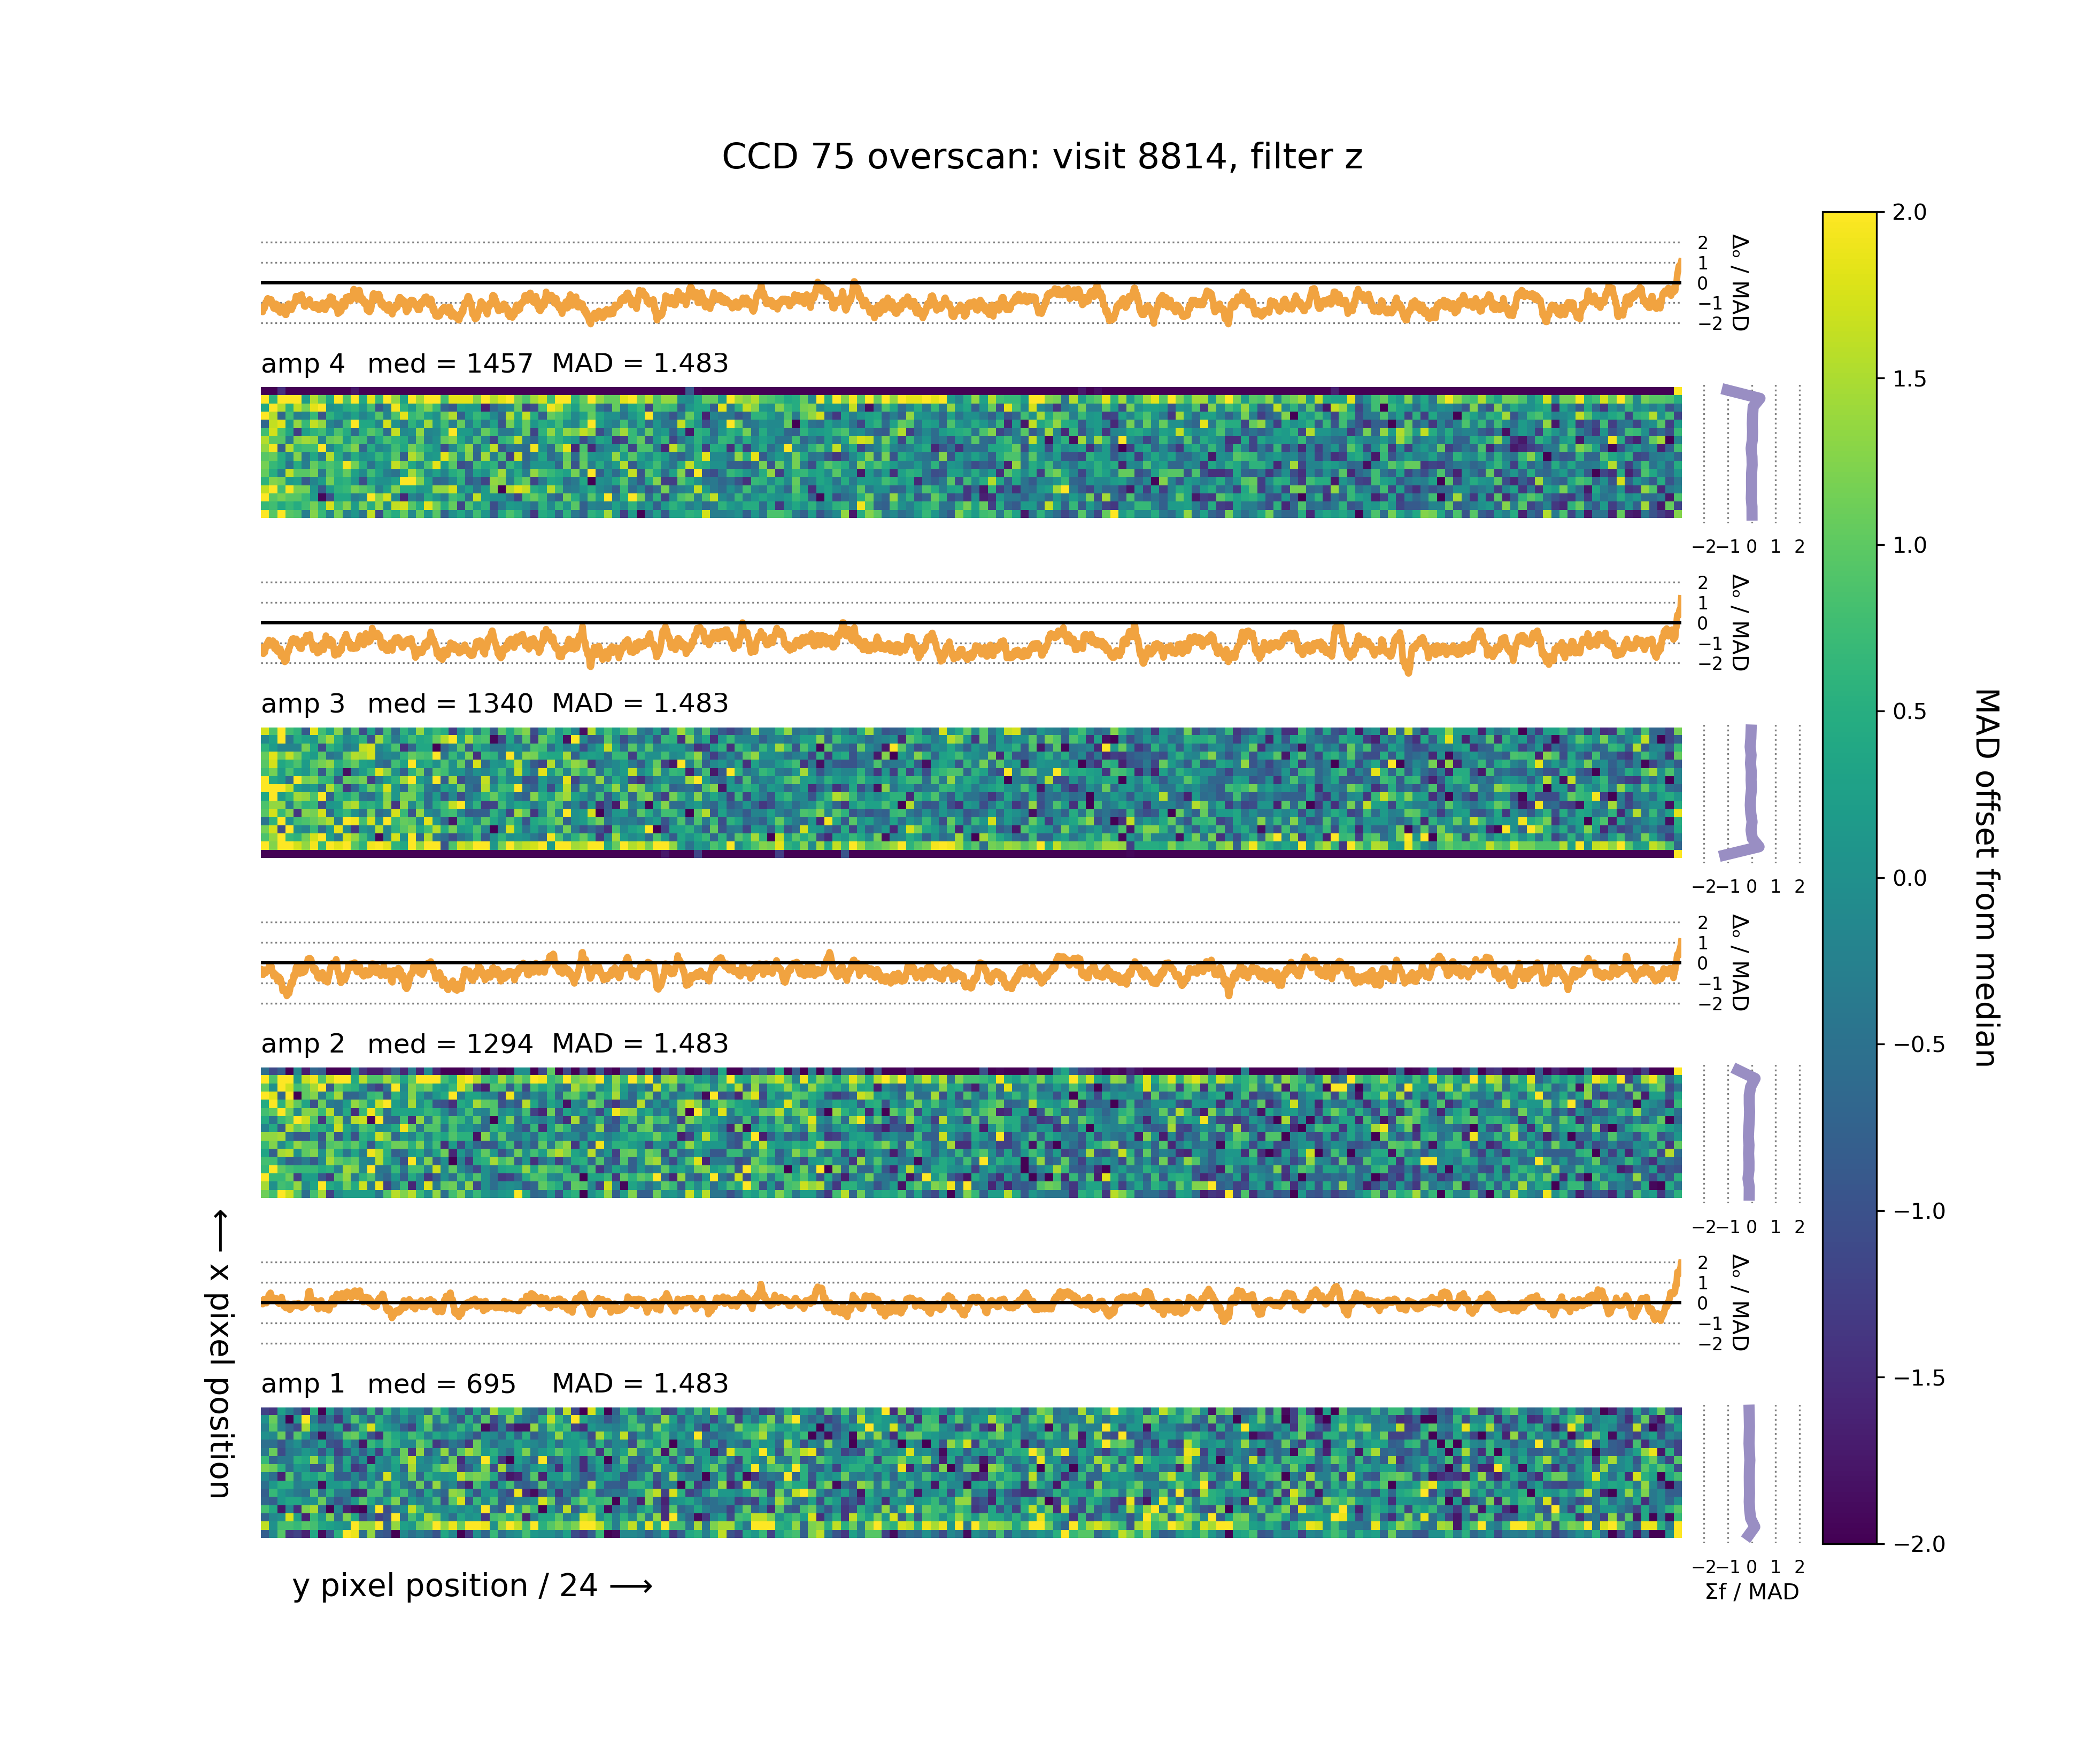 CCD 75 overscan: visit 8814, filter z
2
1
0
−1
−2
Δₒ / MAD
amp 4 med = 1457 MAD = 1.483
−2 −1 0 1 2
2
1
0
−1
−2
Δₒ / MAD
amp 3 med = 1340 MAD = 1.483
−2 −1 0 1 2
2
1
0
−1
−2
Δₒ / MAD
amp 2 med = 1294 MAD = 1.483
−2 −1 0 1 2
2
1
0
−1
−2
Δₒ / MAD
amp 1 med = 695 MAD = 1.483
−2 −1 0 1 2
Σf / MAD
y pixel position / 24 ⟶
⟵ x pixel position
2.0
1.5
1.0
0.5
0.0
−0.5
−1.0
−1.5
−2.0
MAD offset from median